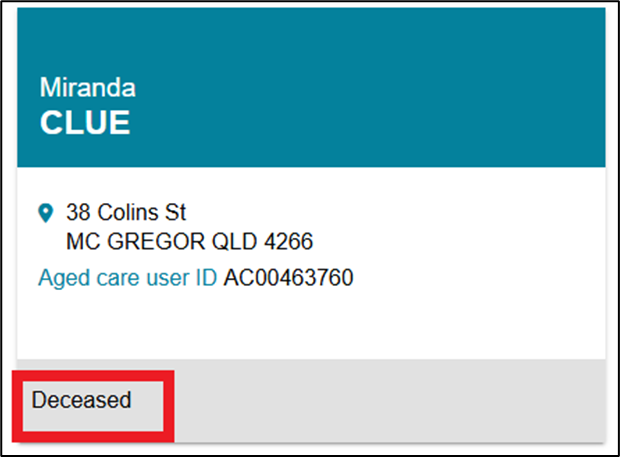 Miranda
CLUE
38 Colins St
MC GREGOR QLD 4266
Aged care user ID AC00463760
Deceased